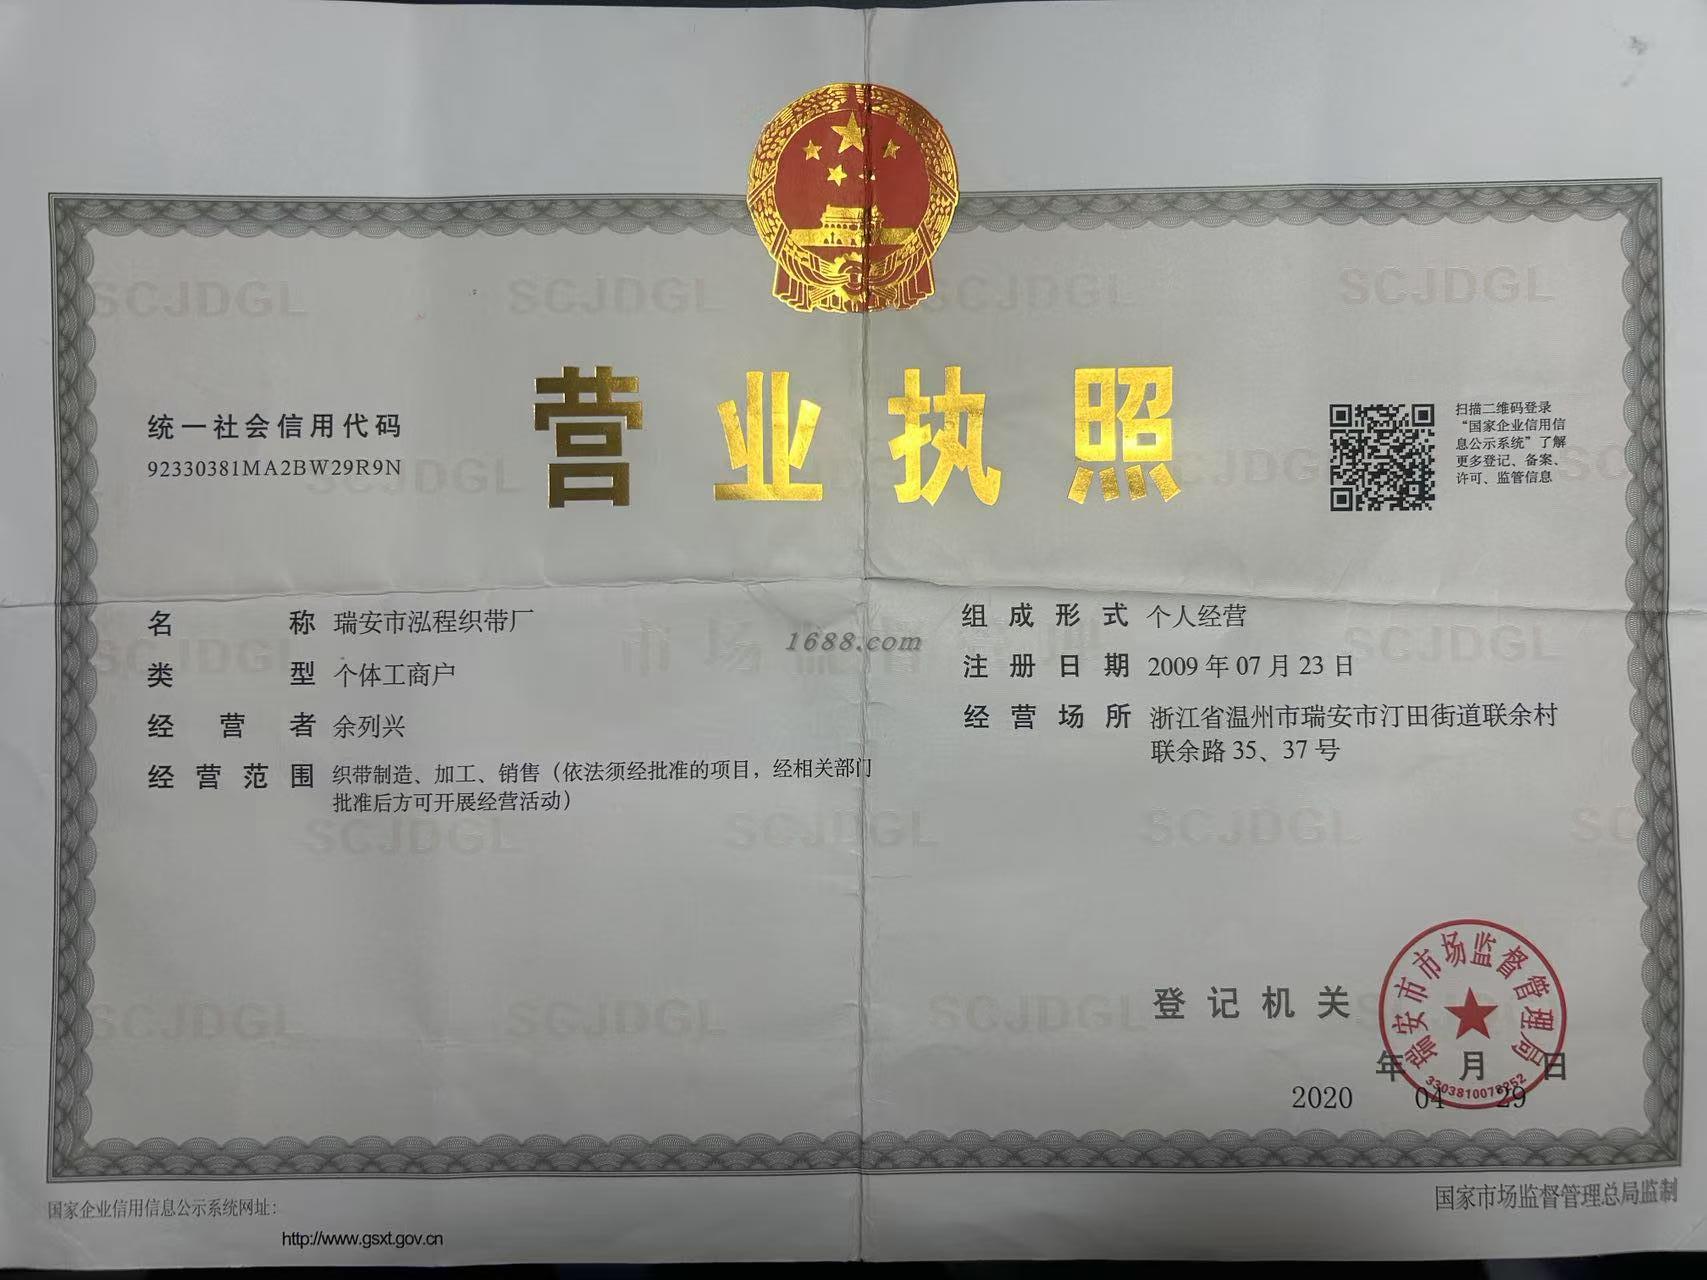 营业执照
统一社会信用代码
92330381MA2BW29R9N
扫描二维码登录
“国家企业信用信
息公示系统”了解
更多登记、备案、
许可、监管信息
名称 瑞安市泓程织带厂
类型 个体工商户
经营者 余列兴
经营范围 织带制造、加工、销售（依法须经批准的项目，经相关部门
批准后方可开展经营活动）
组成形式 个人经营
注册日期 2009年07月23日
经营场所 浙江省温州市瑞安市汀田街道联余村
联余路35、37号
1688.com
SCJDGL
市场监督管理
登记机关
瑞安市市场监督管理局
年 月 日
2020 04 29
国家企业信用信息公示系统网址：
http://www.gsxt.gov.cn
国家市场监督管理总局监制